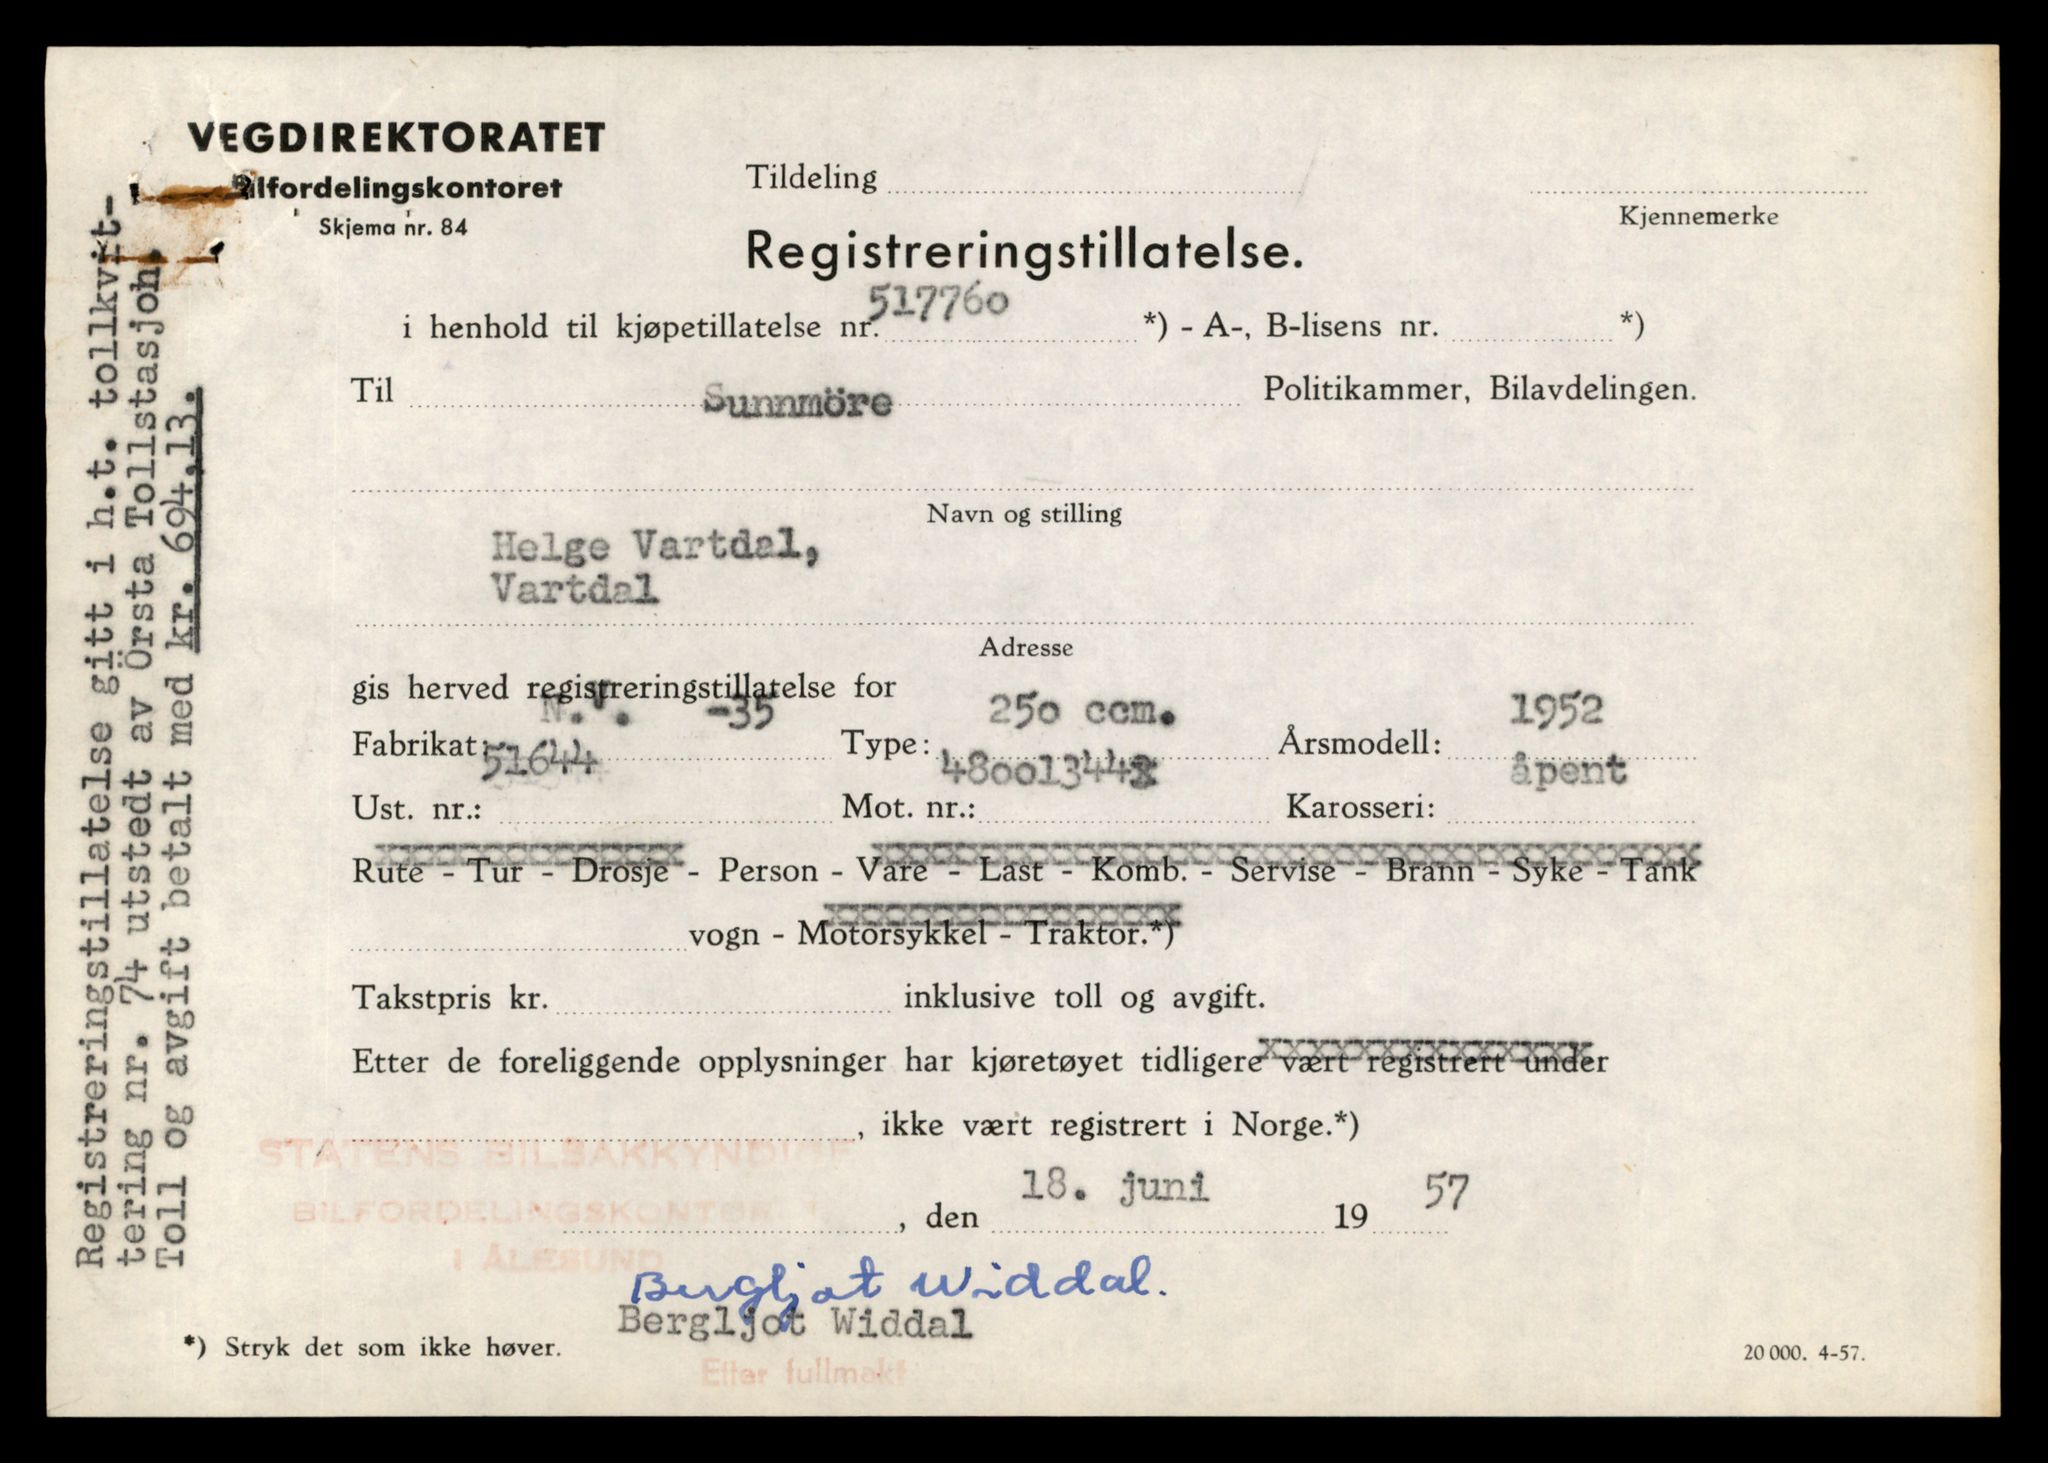 VEGDIREKTORATET
Bilfordelingskontoret
Skjema nr. 84
Tildeling
Kjennemerke
Registreringstillatelse.
i henhold til kjøpetillatelse nr. 517760 *) - A-, B-lisens nr. *)
Til Sunnmöre Politikammer, Bilavdelingen.
Navn og stilling
Helge Vartdal,
Vartdal
Adresse
gis herved registreringstillatelse for
Fabrikat: N.V. -35 Type: 250 ccm. Årsmodell: 1952
Ust. nr.: 51644 Mot. nr.: 48001344 Karosseri: åpent
Rute - Tur - Drosje - Person - Vare - Last - Komb. - Servise - Brann - Syke - Tank
vogn - Motorsykkel - Traktor.*)
Takstpris kr. inklusive toll og avgift.
Etter de foreliggende opplysninger har kjøretøyet tidligere vært registrert under
, ikke vært registrert i Norge.*)
STATENS BILSAKKYNDIGE
BILFORDELINGSKONTOR
I ÅLESUND
, den 18. juni 1957
Bergljot Widdal.
Bergljot Widdal
Etter fullmakt
*) Stryk det som ikke høver.
20 000. 4-57.
Registreringstillatelse gitt i h.t. tollkvit-
tering nr. 74 utstedt av Örsta Tollstasjon.
Toll og avgift betalt med kr. 694,13.